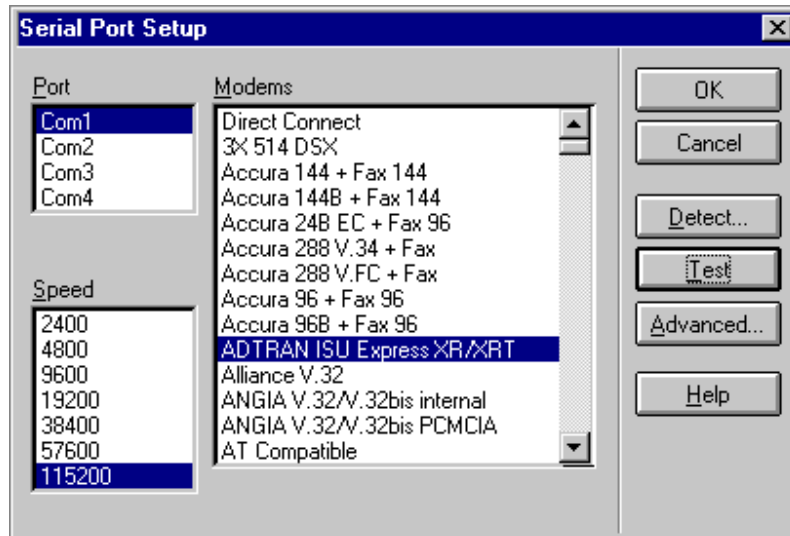 Serial Port Setup
Port
Com1
Com2
Com3
Com4
Speed
2400
4800
9600
19200
38400
57600
115200
Modems
Direct Connect
3X 514 DSX
Accura 144 + Fax 144
Accura 144B + Fax 144
Accura 24B EC + Fax 96
Accura 288 V.34 + Fax
Accura 288 V.FC + Fax
Accura 96 + Fax 96
Accura 96B + Fax 96
ADTRAN ISU Express XR/XRT
Alliance V.32
ANGIA V.32/V.32bis internal
ANGIA V.32/V.32bis PCMCIA
AT Compatible
OK
Cancel
Detect...
Test
Advanced...
Help